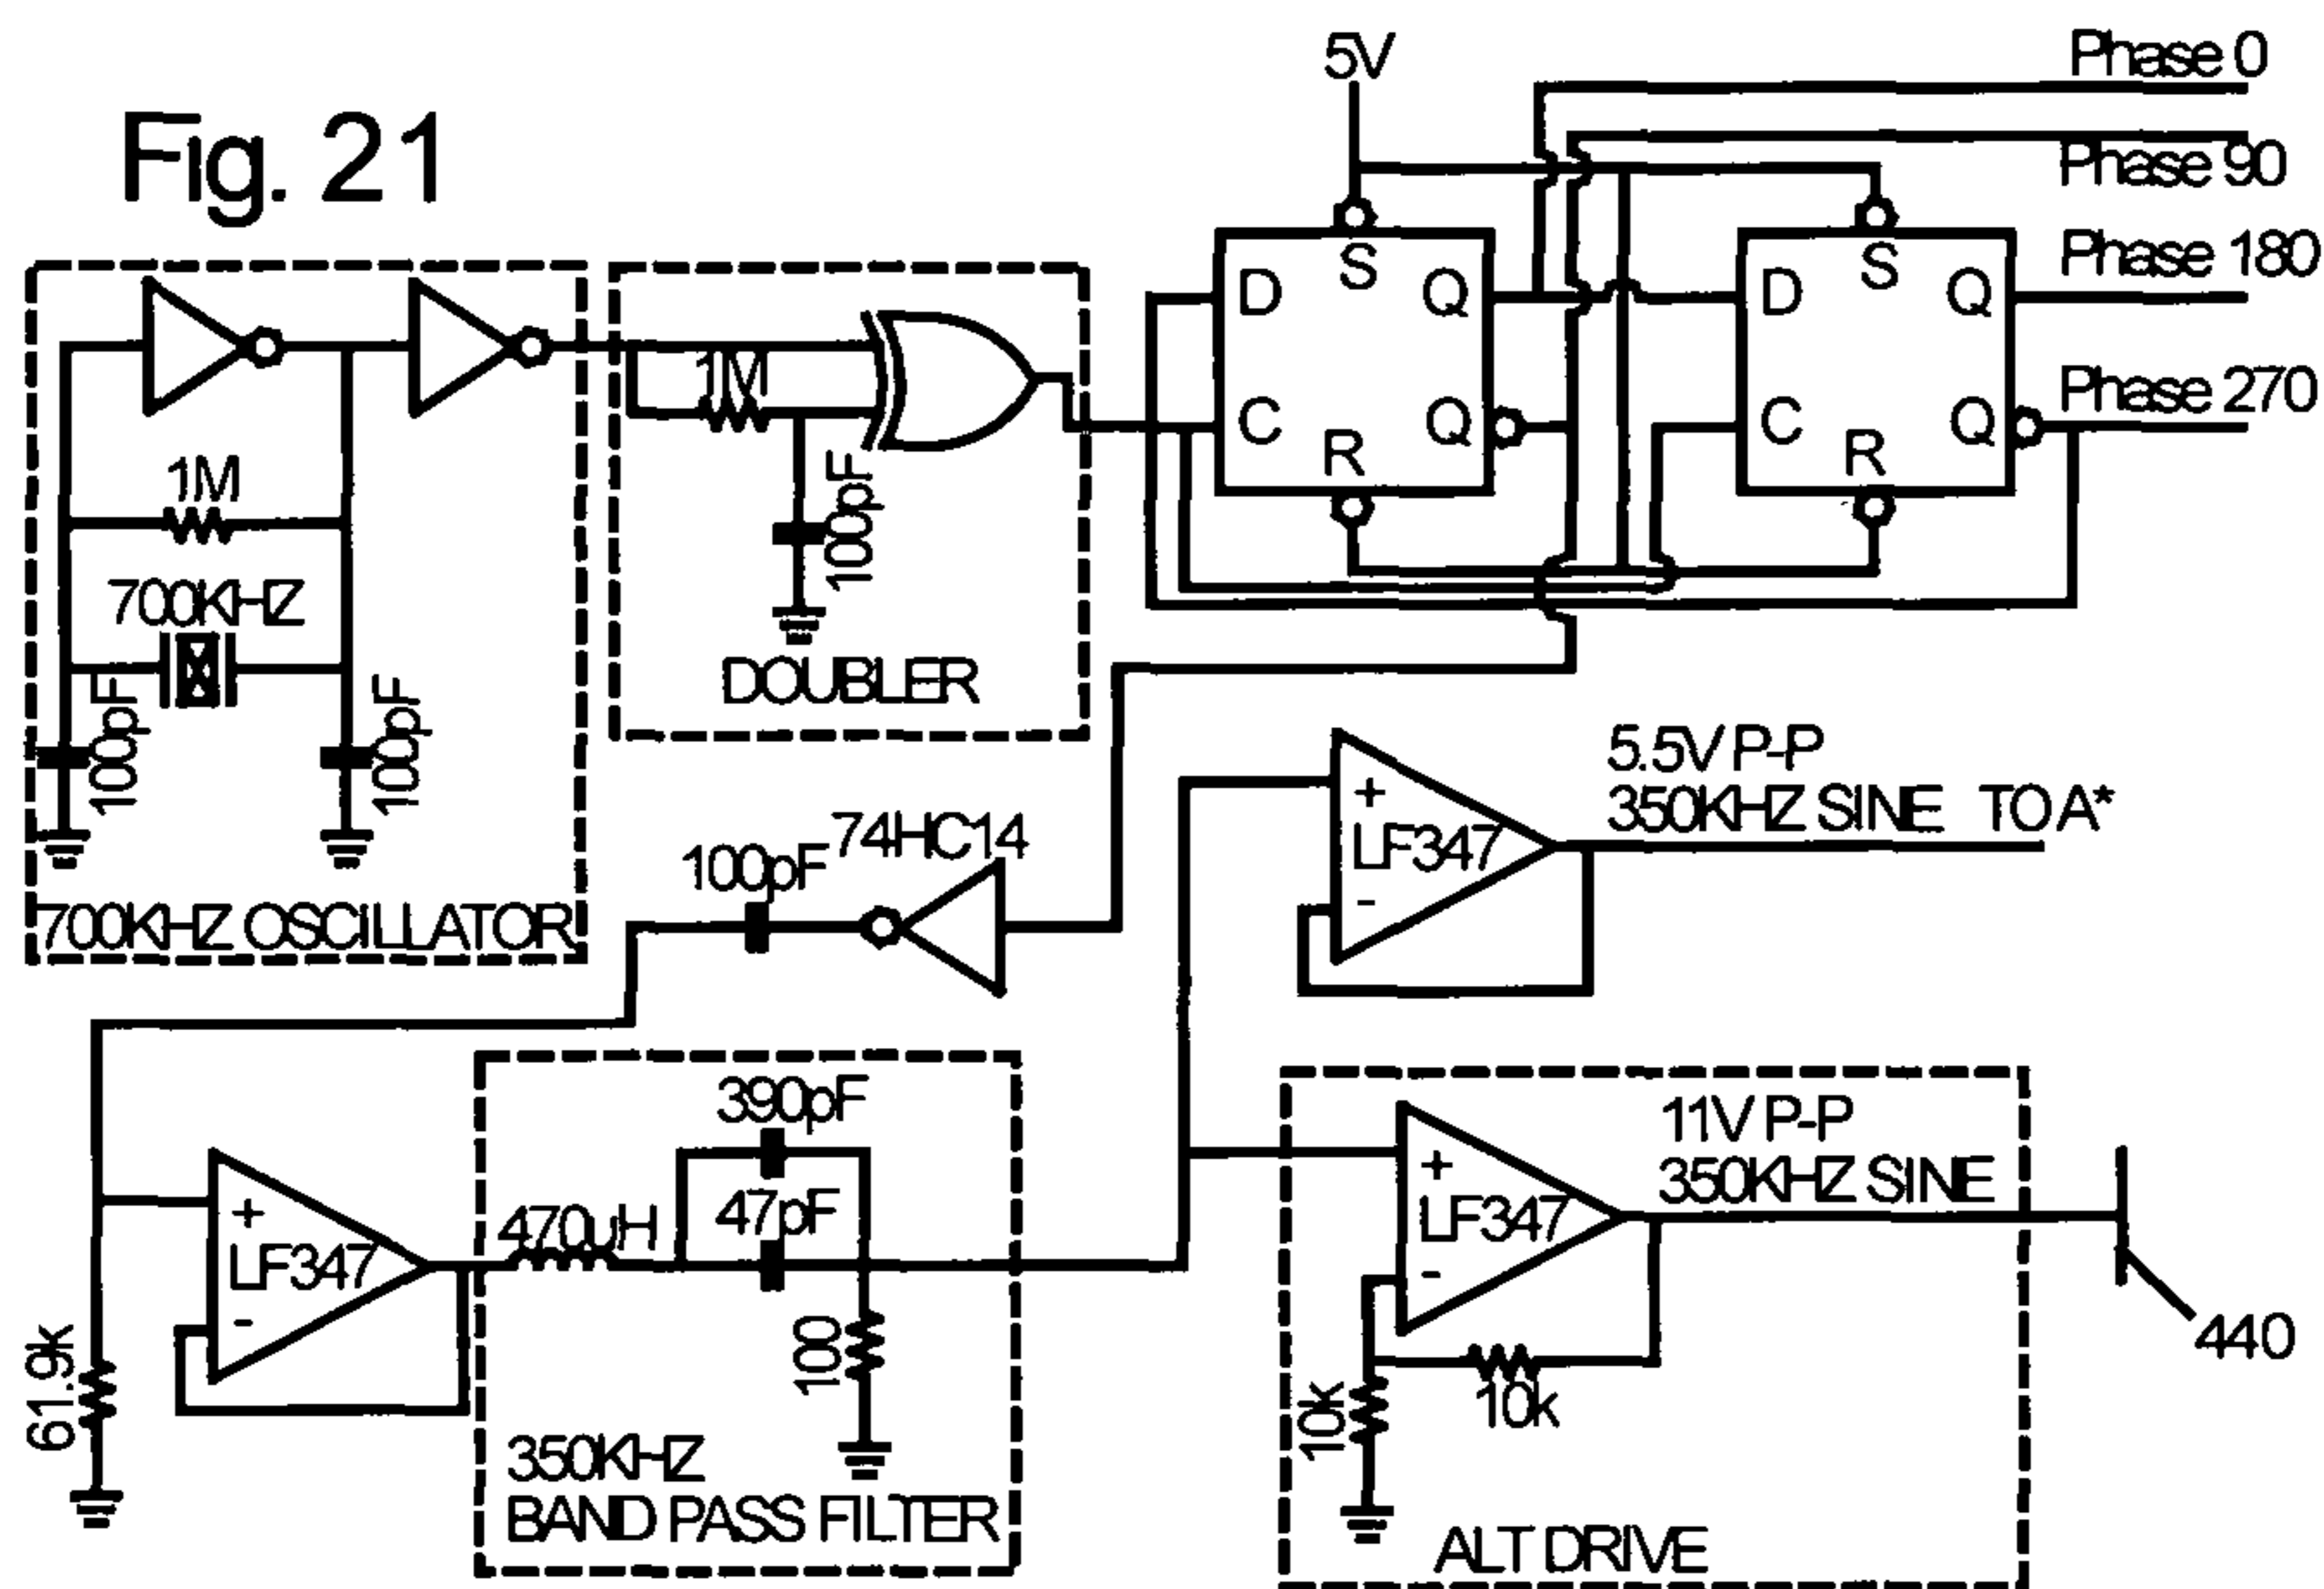 Fig. 21
5V
Phase 0
Phase 90
Phase 180
Phase 270
D
S
Q
C
R
Q
D
S
Q
C
R
Q
1M
1M
100pF
700KHZ
100pF
100pF
700KHZ OSCILLATOR
DOUBLER
74HC14
100pF
+
LF347
-
5.5V P-P
350KHZ SINE TO A*
390pF
47pF
470uH
+
LF347
-
61.9k
100
350KHZ
BAND PASS FILTER
11V P-P
350KHZ SINE
+
LF347
-
10k
10k
440
ALT DRIVE